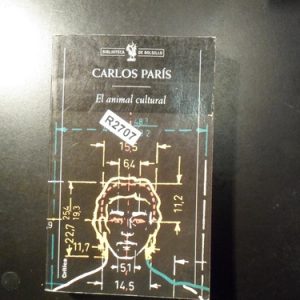 BIBLIOTECA DE BOLSILLO
CARLOS PARÍS
El animal cultural
R2707
15,5
6,4
25,4
19,3
22,7
11,2
11,7
5,1
14,5
Crítica